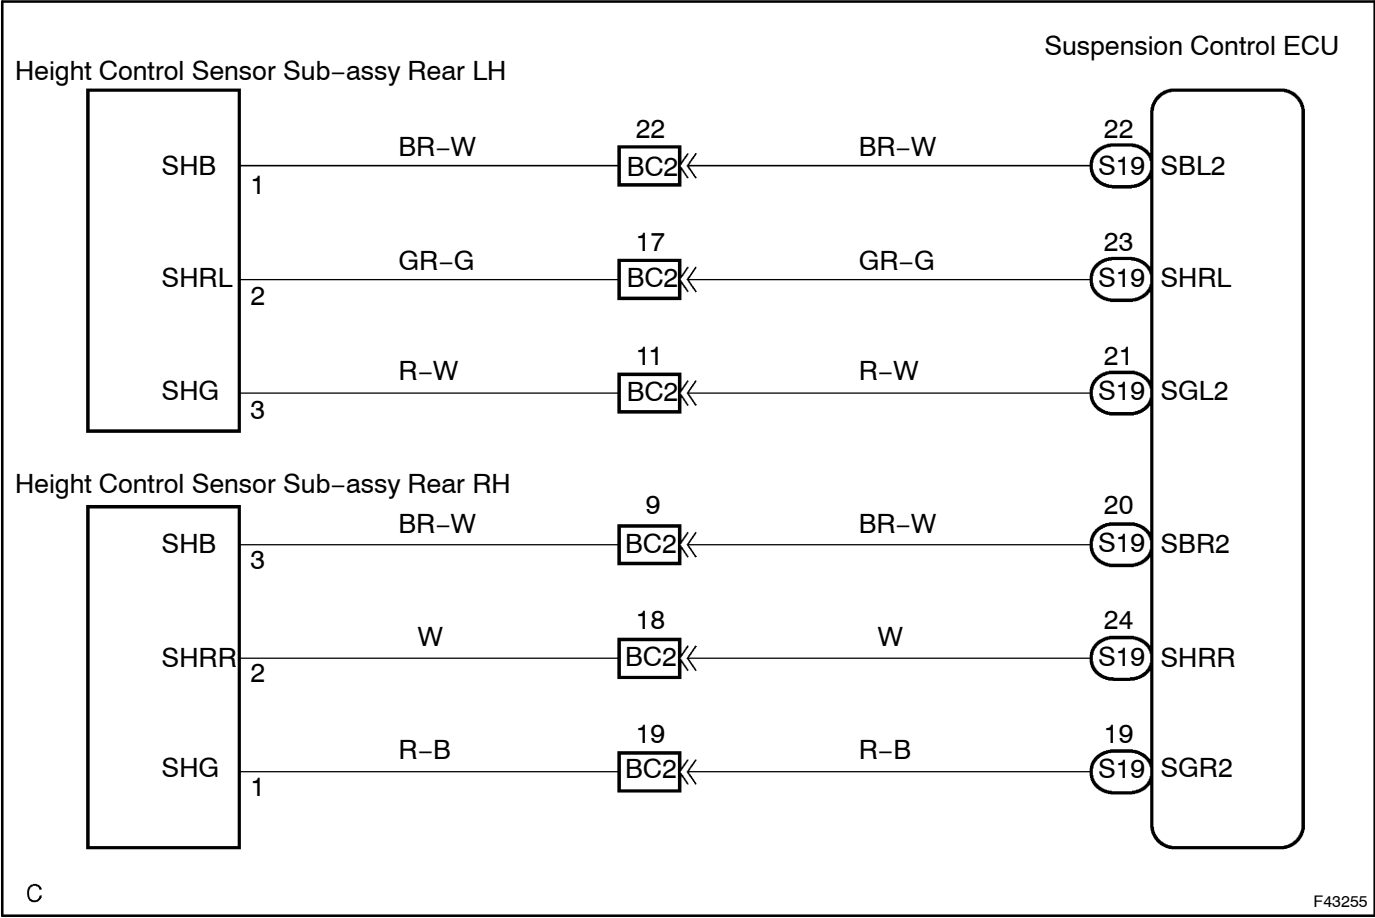 Suspension Control ECU
Height Control Sensor Sub−assy Rear LH
SHB 1 BR−W 22 BC2 BR−W 22 S19 SBL2
SHRL 2 GR−G 17 BC2 GR−G 23 S19 SHRL
SHG 3 R−W 11 BC2 R−W 21 S19 SGL2
Height Control Sensor Sub−assy Rear RH
SHB 3 BR−W 9 BC2 BR−W 20 S19 SBR2
SHRR 2 W 18 BC2 W 24 S19 SHRR
SHG 1 R−B 19 BC2 R−B 19 S19 SGR2
C
F43255